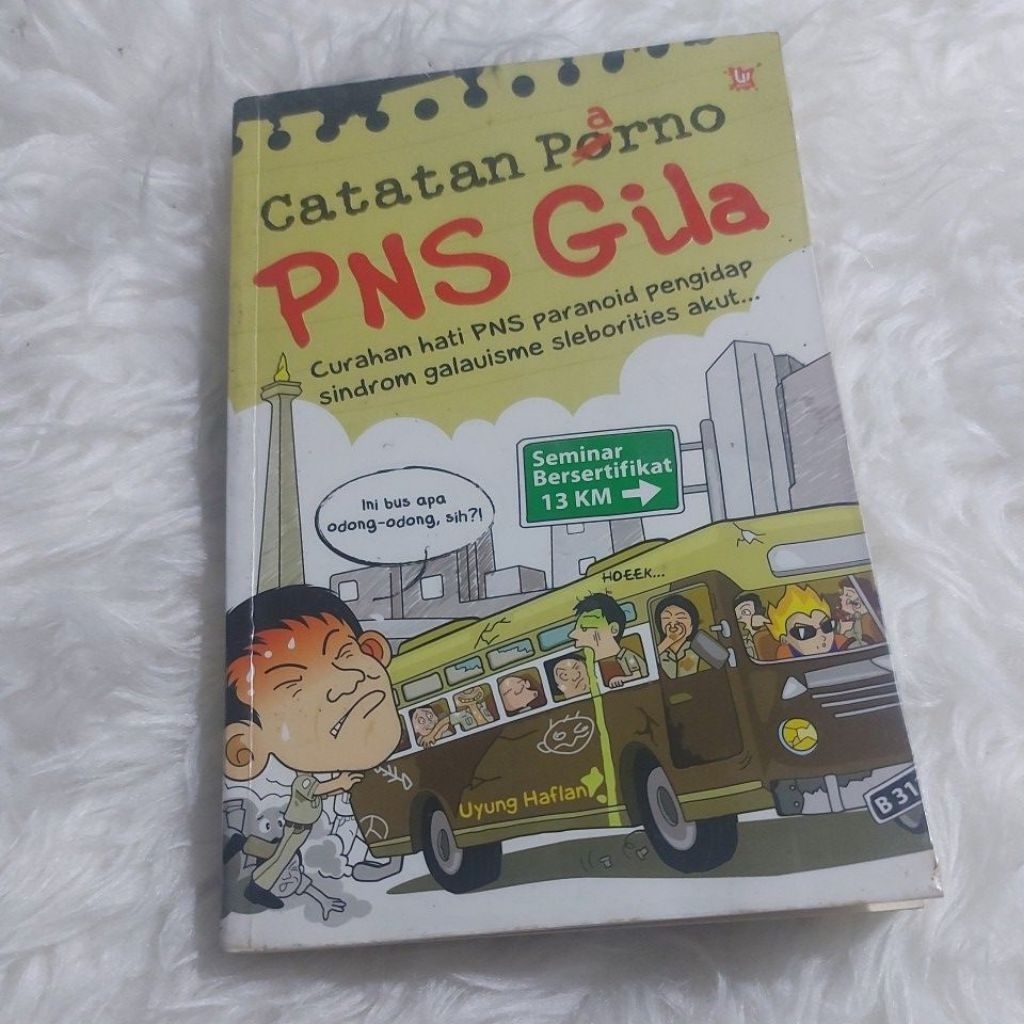 Catatan Porno
a
PNS Gila
Curahan hati PNS paranoid pengidap
sindrom galauisme sleborities akut...
Seminar
Bersertifikat
13 KM
Ini bus apa
odong-odong, sih?!
HOEEK...
Uyung Haflan
B 31